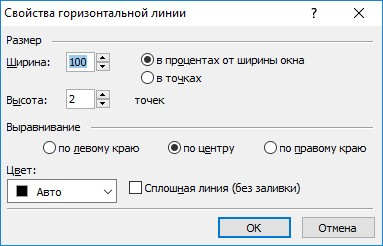 Свойства горизонтальной линии
Размер
Ширина: 100 в процентах от ширины окна
в точках
Высота: 2 точек
Выравнивание
по левому краю по центру по правому краю
Цвет:
Авто Сплошная линия (без заливки)
ОК Отмена